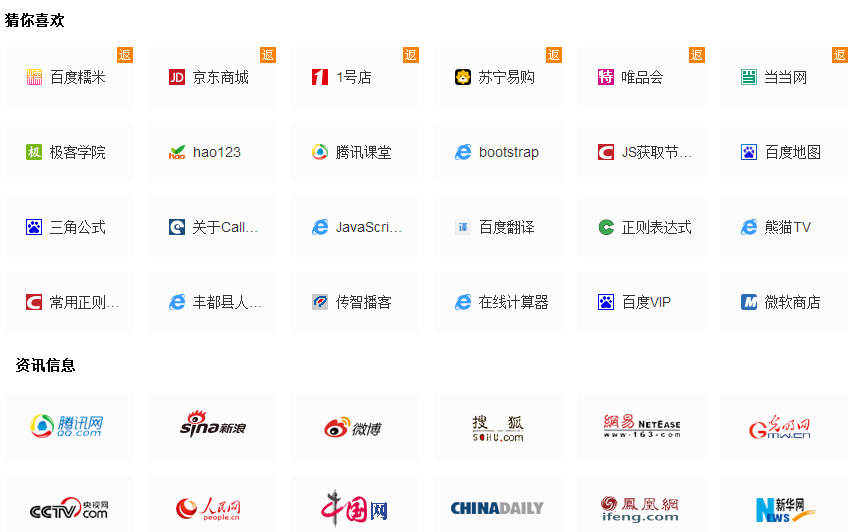 猜你喜欢
返 返 返 返 返 返
百度糯米 JD 京东商城 1 1号店 苏宁易购 特 唯品会 当 当当网
极 极客学院 hao hao123 腾讯课堂 bootstrap C JS获取节... 百度地图
三角公式 C 关于Call... JavaScri... 译 百度翻译 C 正则表达式 熊猫TV
C 常用正则... 丰都县人... 传智播客 在线计算器 百度VIP M 微软商店
资讯信息
腾讯网 sina新浪 微博 搜狐 網易 NETEASE 光明网
QQ.com SOHU.com www.163.com GMW.CN
CCTV 央视网 人民网 中国网 CHINADAILY 鳳凰網 新华网
com people.cn ifeng.com NEWS